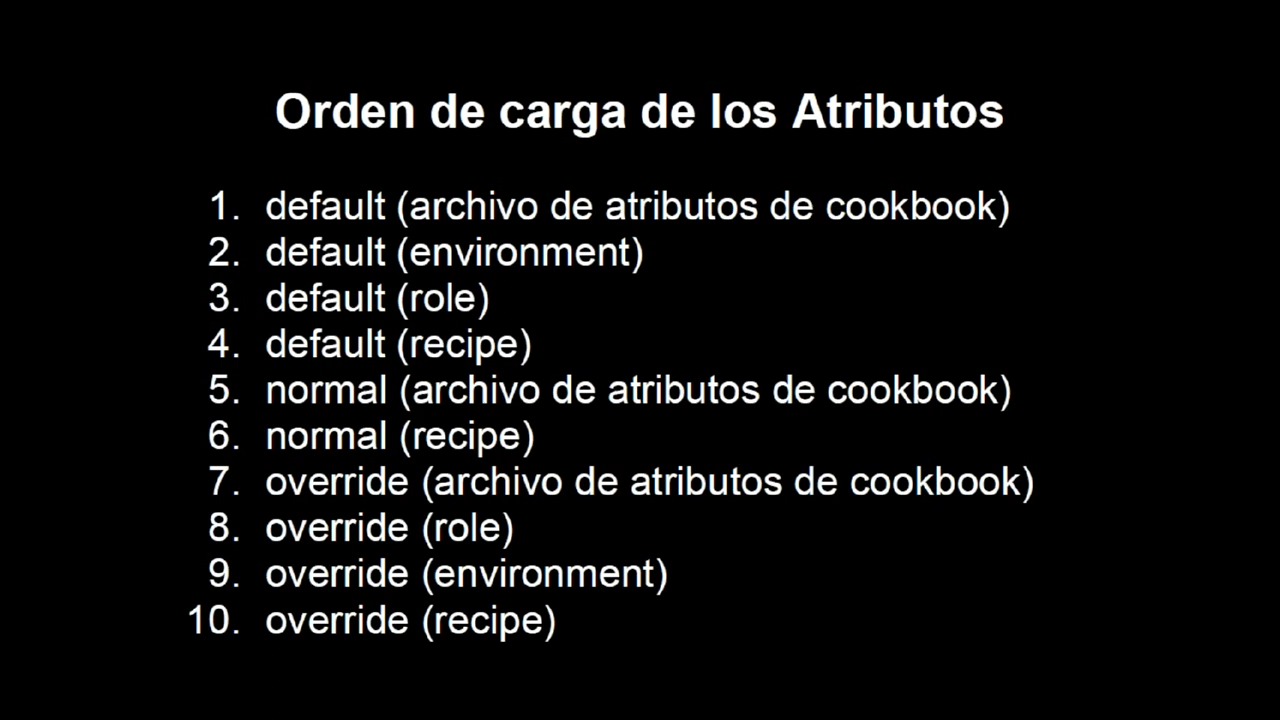 Orden de carga de los Atributos
1. default (archivo de atributos de cookbook)
2. default (environment)
3. default (role)
4. default (recipe)
5. normal (archivo de atributos de cookbook)
6. normal (recipe)
7. override (archivo de atributos de cookbook)
8. override (role)
9. override (environment)
10. override (recipe)